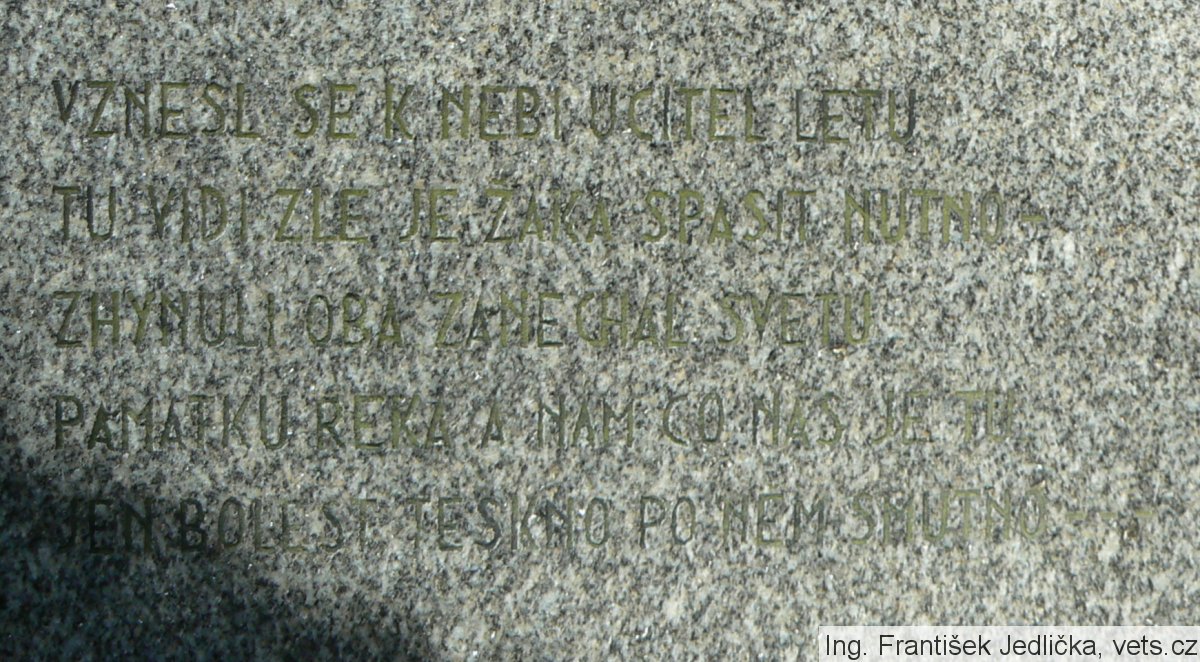 VZNESL SE K NEBI UČITEL LETU
TU VIDÍ ZLE JE ŽÁKA SPASIT NUTNO-
ZHYNULI OBA ZANECHAL SVĚTU
PAMÁTKU REKA A NÁM CO NÁS JE TU
JEN BOLEST TESKNO PO NĚM SMUTNO---
Ing. František Jedlička, vets.cz